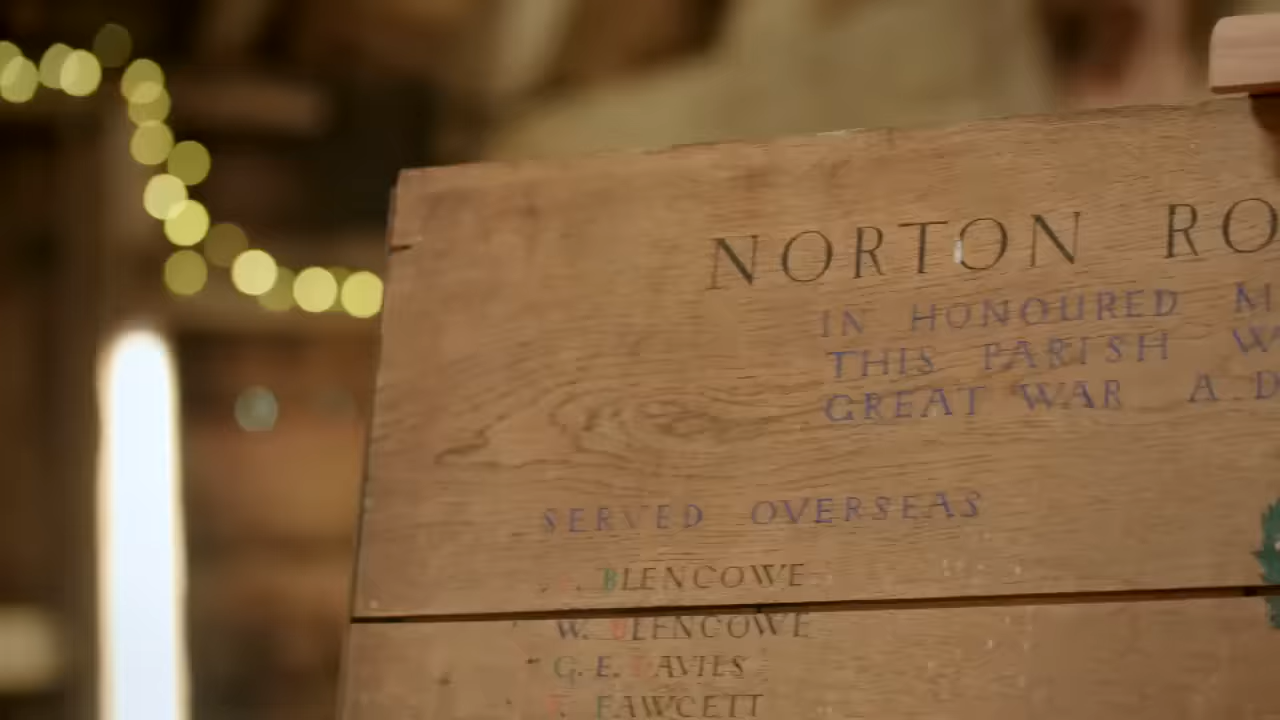 NORTON RO
IN HONOURED M
THIS PARISH W
GREAT WAR A D
SERVED OVERSEAS
BLENCOWE
W. BLENCOWE
G. E. DAVIES
FAWCETT